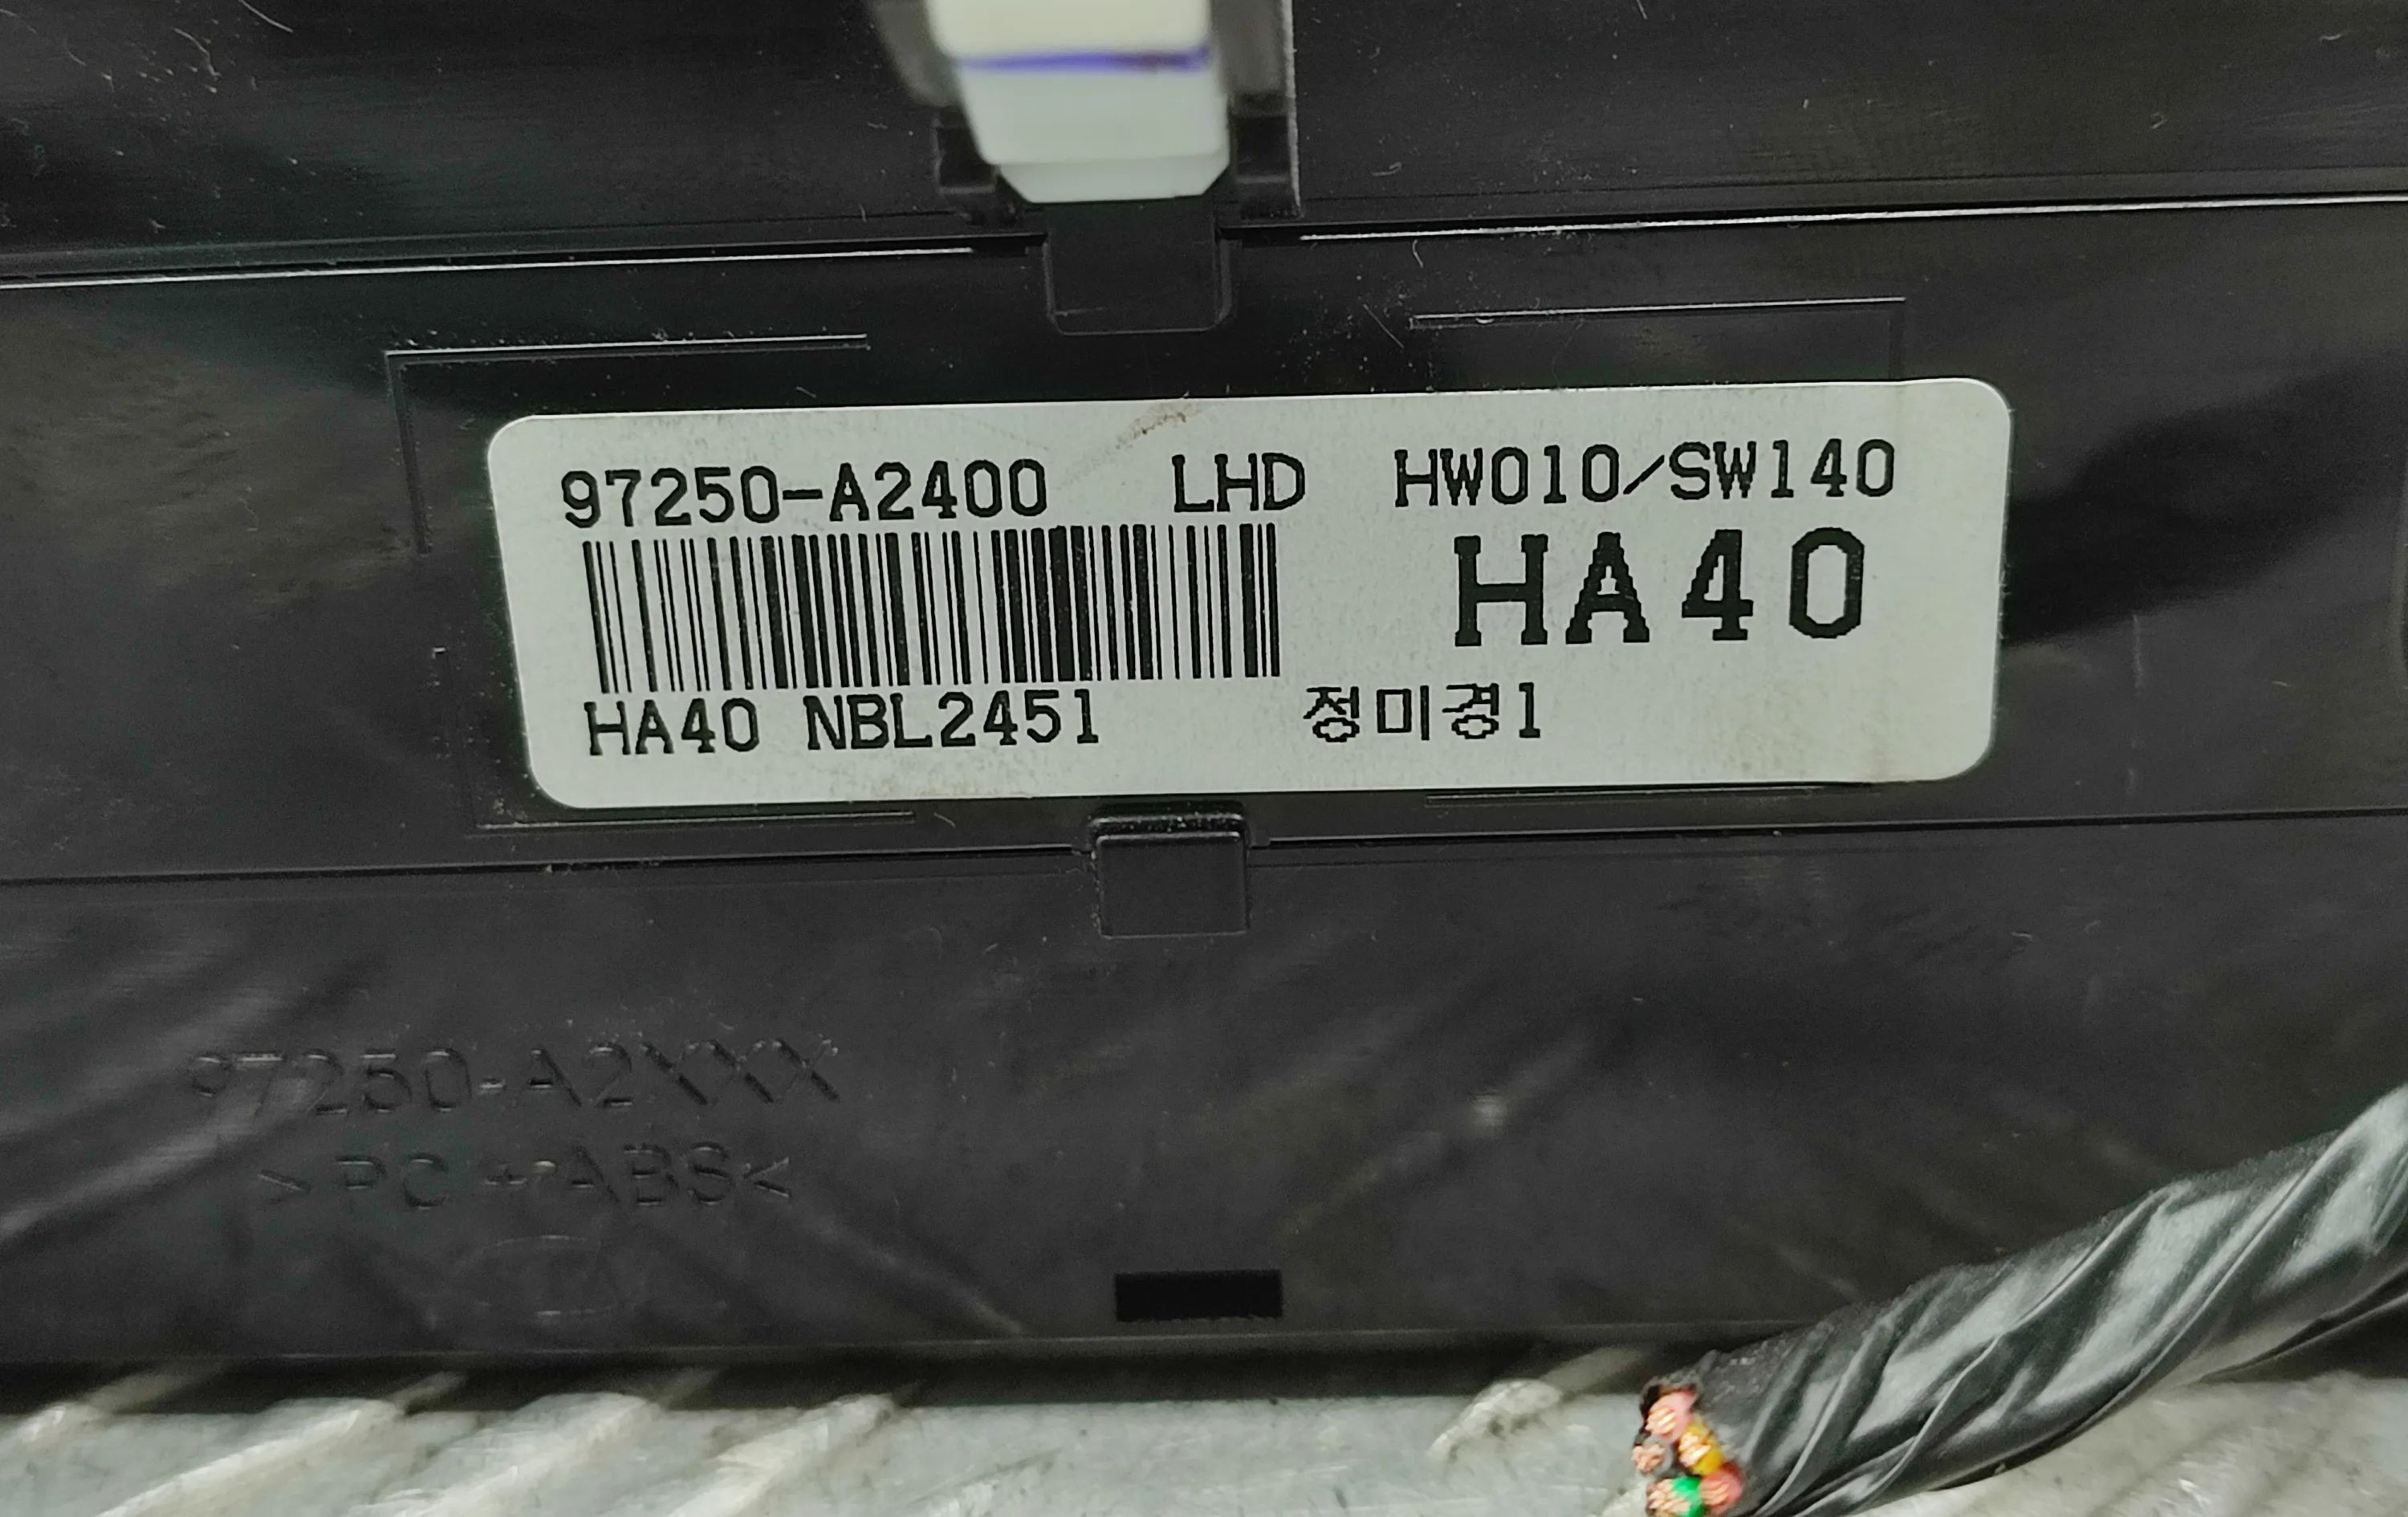 97250-A2400 LHD HW010/SW140
HA40
HA40 NBL2451 정미경1
97250-A2XXX
>PC+ABS<